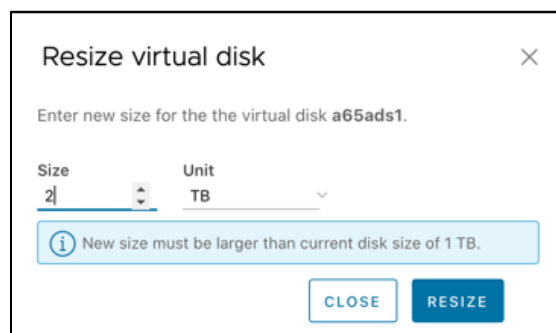 Resize virtual disk
Enter new size for the the virtual disk a65ads1.
Size Unit
2 TB
New size must be larger than current disk size of 1 TB.
CLOSE RESIZE